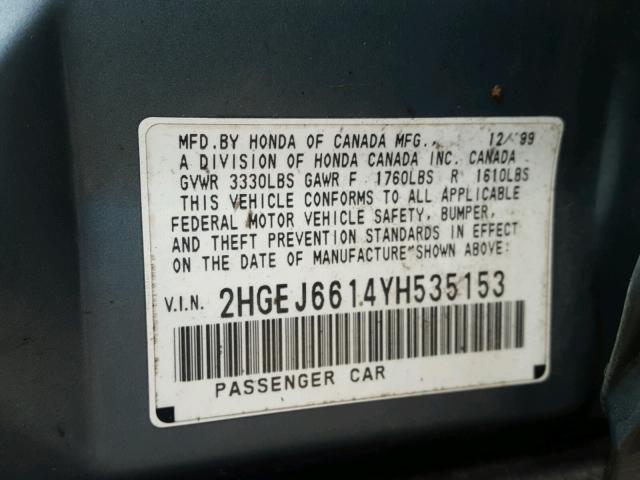 MFD.BY HONDA OF CANADA MFG., 12/99
A DIVISION OF HONDA CANADA INC. CANADA
GVWR 3330LBS GAWR F 1760LBS R 1610LBS
THIS VEHICLE CONFORMS TO ALL APPLICABLE
FEDERAL MOTOR VEHICLE SAFETY, BUMPER,
AND THEFT PREVENTION STANDARDS IN EFFECT
ON THE DATE OF MANUFACTURE SHOWN ABOVE:
V.I.N. 2HGEJ6614YH535153
PASSENGER CAR